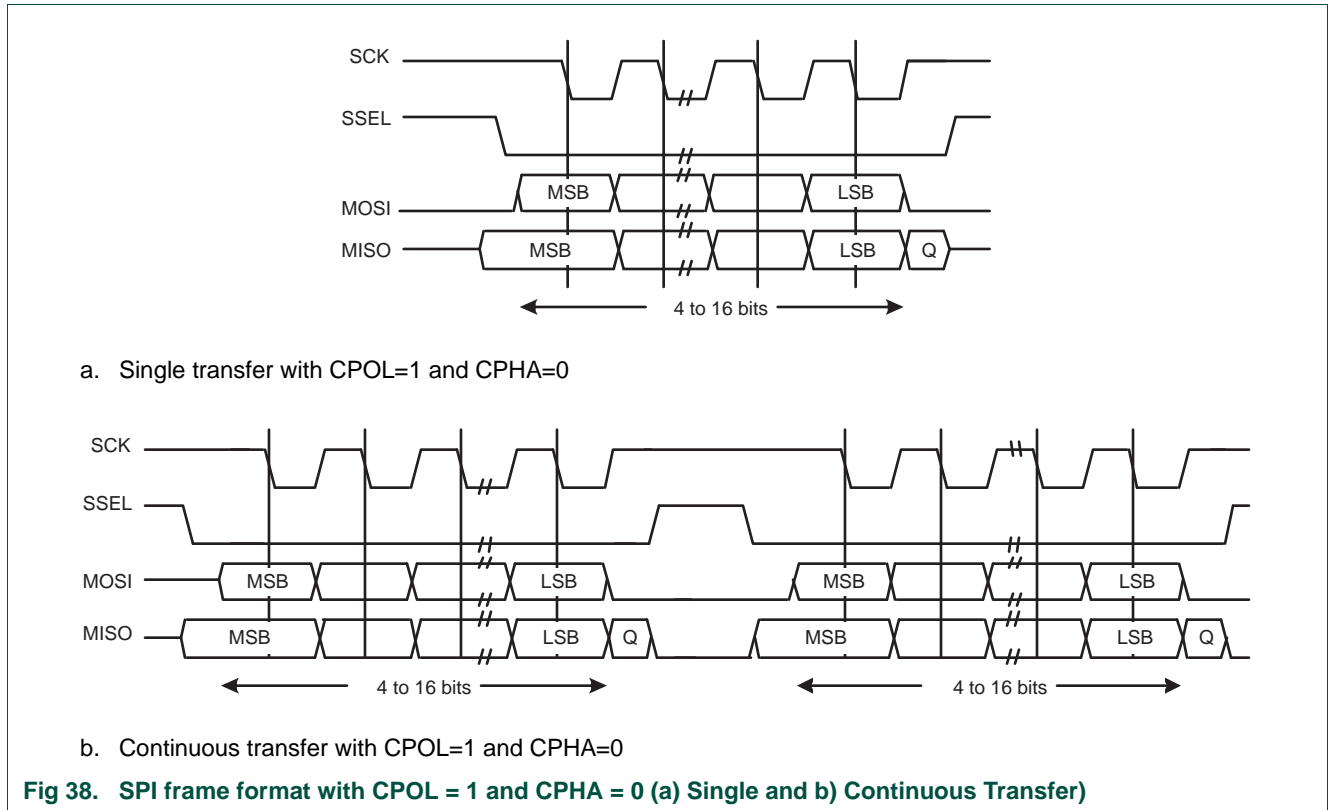 SCK
SSEL
MOSI MSB LSB
MISO MSB LSB Q
4 to 16 bits
a. Single transfer with CPOL=1 and CPHA=0
SCK
SSEL
MOSI MSB LSB MSB LSB
MISO MSB LSB Q MSB LSB Q
4 to 16 bits 4 to 16 bits
b. Continuous transfer with CPOL=1 and CPHA=0
Fig 38. SPI frame format with CPOL = 1 and CPHA = 0 (a) Single and b) Continuous Transfer)